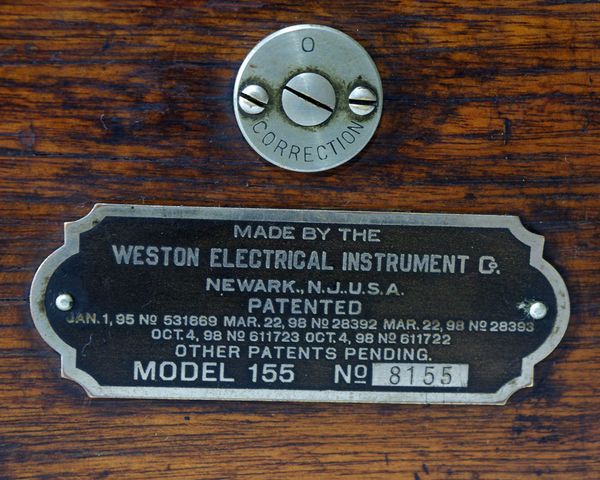 O
CORRECTION
MADE BY THE
WESTON ELECTRICAL INSTRUMENT Co.
NEWARK., N.J.U.S.A.
PATENTED
JAN. 1, 95 No 531669 MAR. 22, 98 No 28392 MAR. 22, 98 No 28393
OCT. 4, 98 No 611723 OCT. 4, 98 No 611722
OTHER PATENTS PENDING.
MODEL 155 No 8155